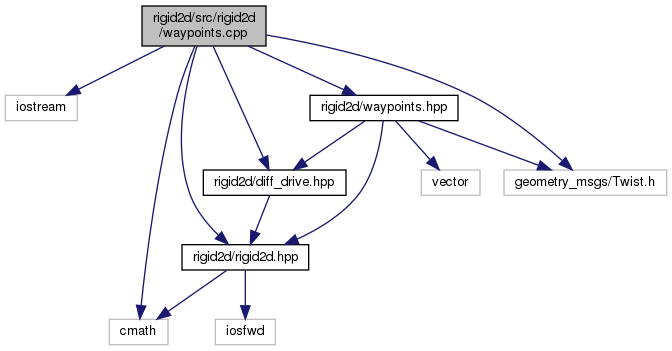 rigid2d/src/rigid2d
/waypoints.cpp
iostream
rigid2d/waypoints.hpp
rigid2d/diff_drive.hpp
vector
geometry_msgs/Twist.h
rigid2d/rigid2d.hpp
cmath
iosfwd